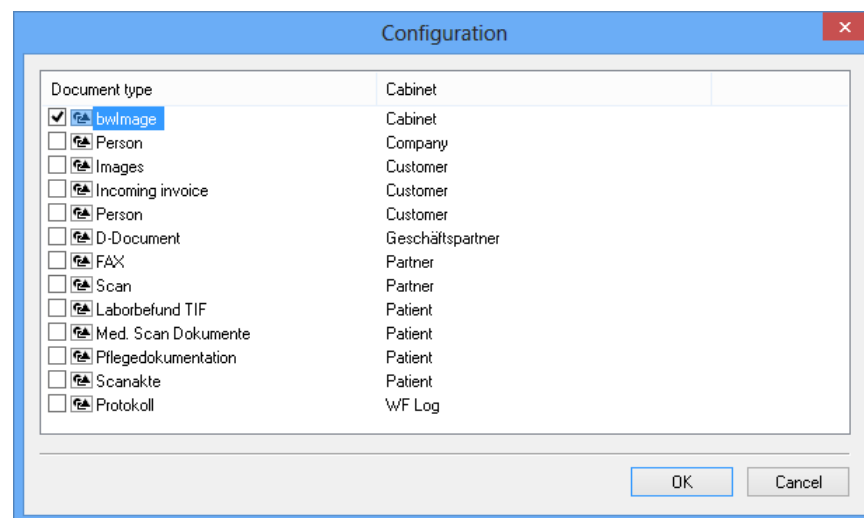 Configuration
Document type Cabinet
bwImage Cabinet
Person Company
Images Customer
Incoming invoice Customer
Person Customer
D-Document Geschäftspartner
FAX Partner
Scan Partner
Laborbefund TIF Patient
Med. Scan Dokumente Patient
Pflegedokumentation Patient
Scanakte Patient
Protokoll WF Log
OK Cancel